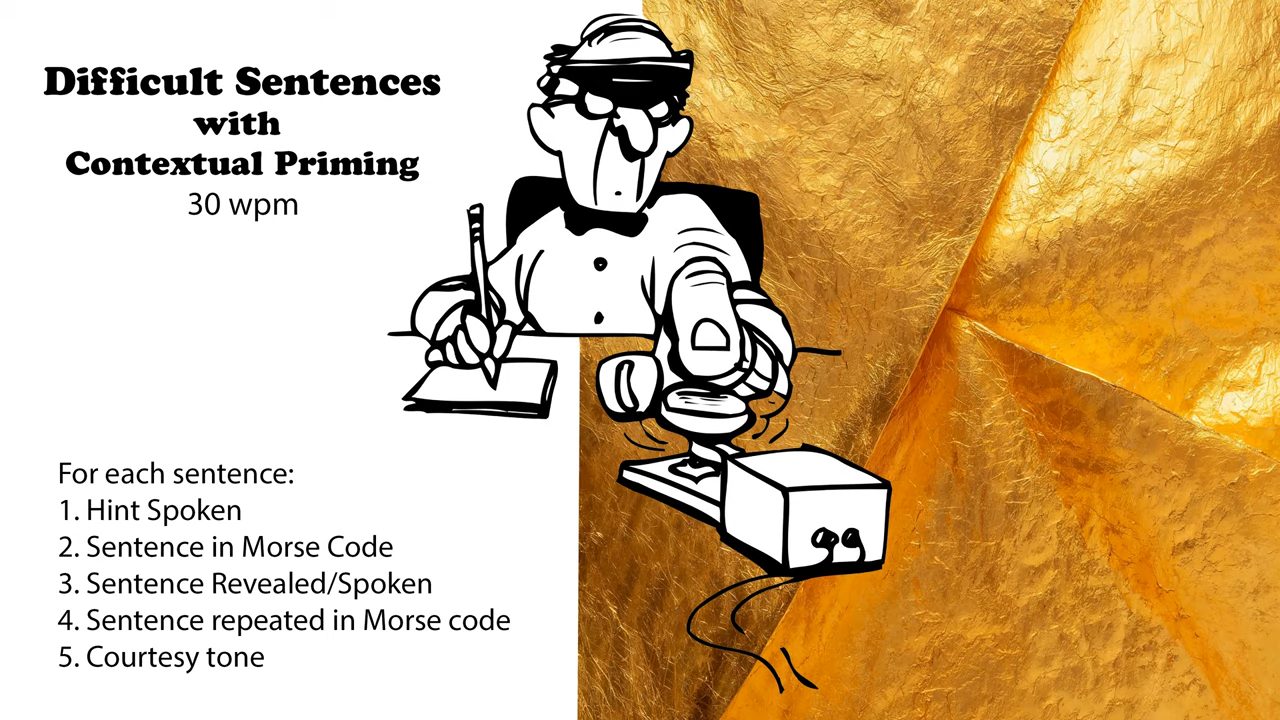 Difficult Sentences
with
Contextual Priming
30 wpm
For each sentence:
1. Hint Spoken
2. Sentence in Morse Code
3. Sentence Revealed/Spoken
4. Sentence repeated in Morse code
5. Courtesy tone